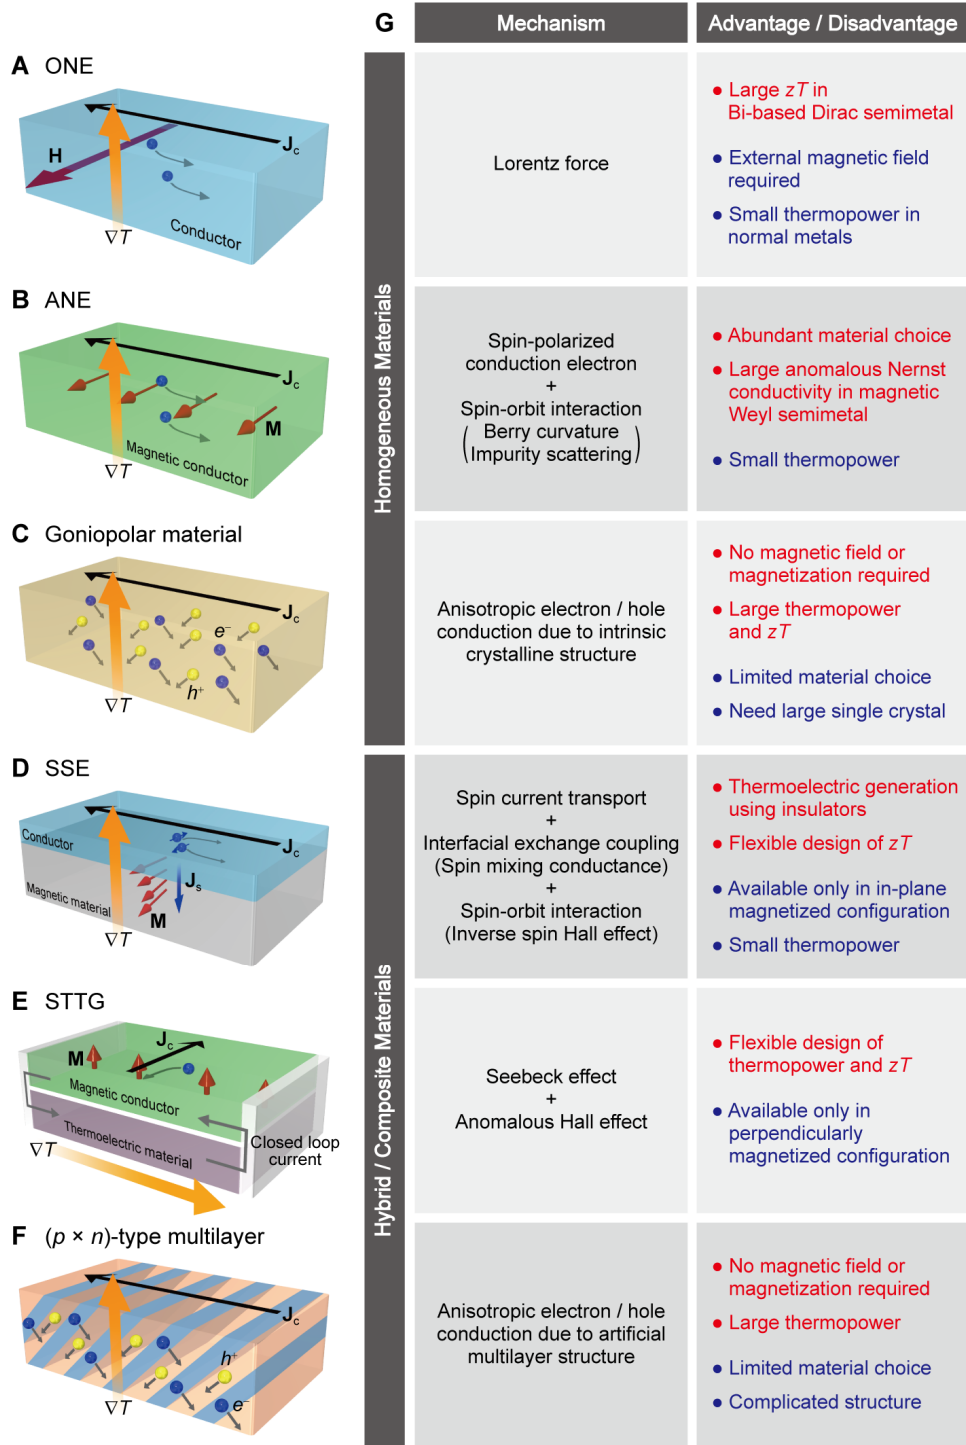 A ONE
H
Jc
Conductor
∇T
B ANE
Jc
M
Magnetic conductor
∇T
C Goniopolar material
Jc
e⁻
h⁺
∇T
D SSE
Conductor
Jc
Js
Magnetic material
M
∇T
E STTG
Jc
M
Magnetic conductor
Thermoelectric material
Closed loop
current
∇T
F (p × n)-type multilayer
Jc
h⁺
e⁻
∇T
G
Mechanism
Advantage / Disadvantage
Homogeneous Materials
Lorentz force
● Large zT in
Bi-based Dirac semimetal
● External magnetic field
required
● Small thermopower in
normal metals
Spin-polarized
conduction electron
+
Spin-orbit interaction
(Berry curvature
Impurity scattering)
● Abundant material choice
● Large anomalous Nernst
conductivity in magnetic
Weyl semimetal
● Small thermopower
Anisotropic electron / hole
conduction due to intrinsic
crystalline structure
● No magnetic field or
magnetization required
● Large thermopower
and zT
● Limited material choice
● Need large single crystal
Hybrid / Composite Materials
Spin current transport
+
Interfacial exchange coupling
(Spin mixing conductance)
+
Spin-orbit interaction
(Inverse spin Hall effect)
● Thermoelectric generation
using insulators
● Flexible design of zT
● Available only in in-plane
magnetized configuration
● Small thermopower
Seebeck effect
+
Anomalous Hall effect
● Flexible design of
thermopower and zT
● Available only in
perpendicularly
magnetized configuration
Anisotropic electron / hole
conduction due to artificial
multilayer structure
● No magnetic field or
magnetization required
● Large thermopower
● Limited material choice
● Complicated structure